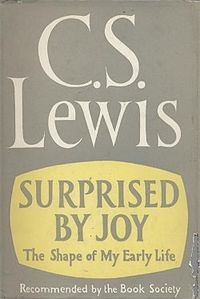 C.S.
Lewis
SURPRISED
BY JOY
The Shape of My Early Life
Recommended by the Book Society